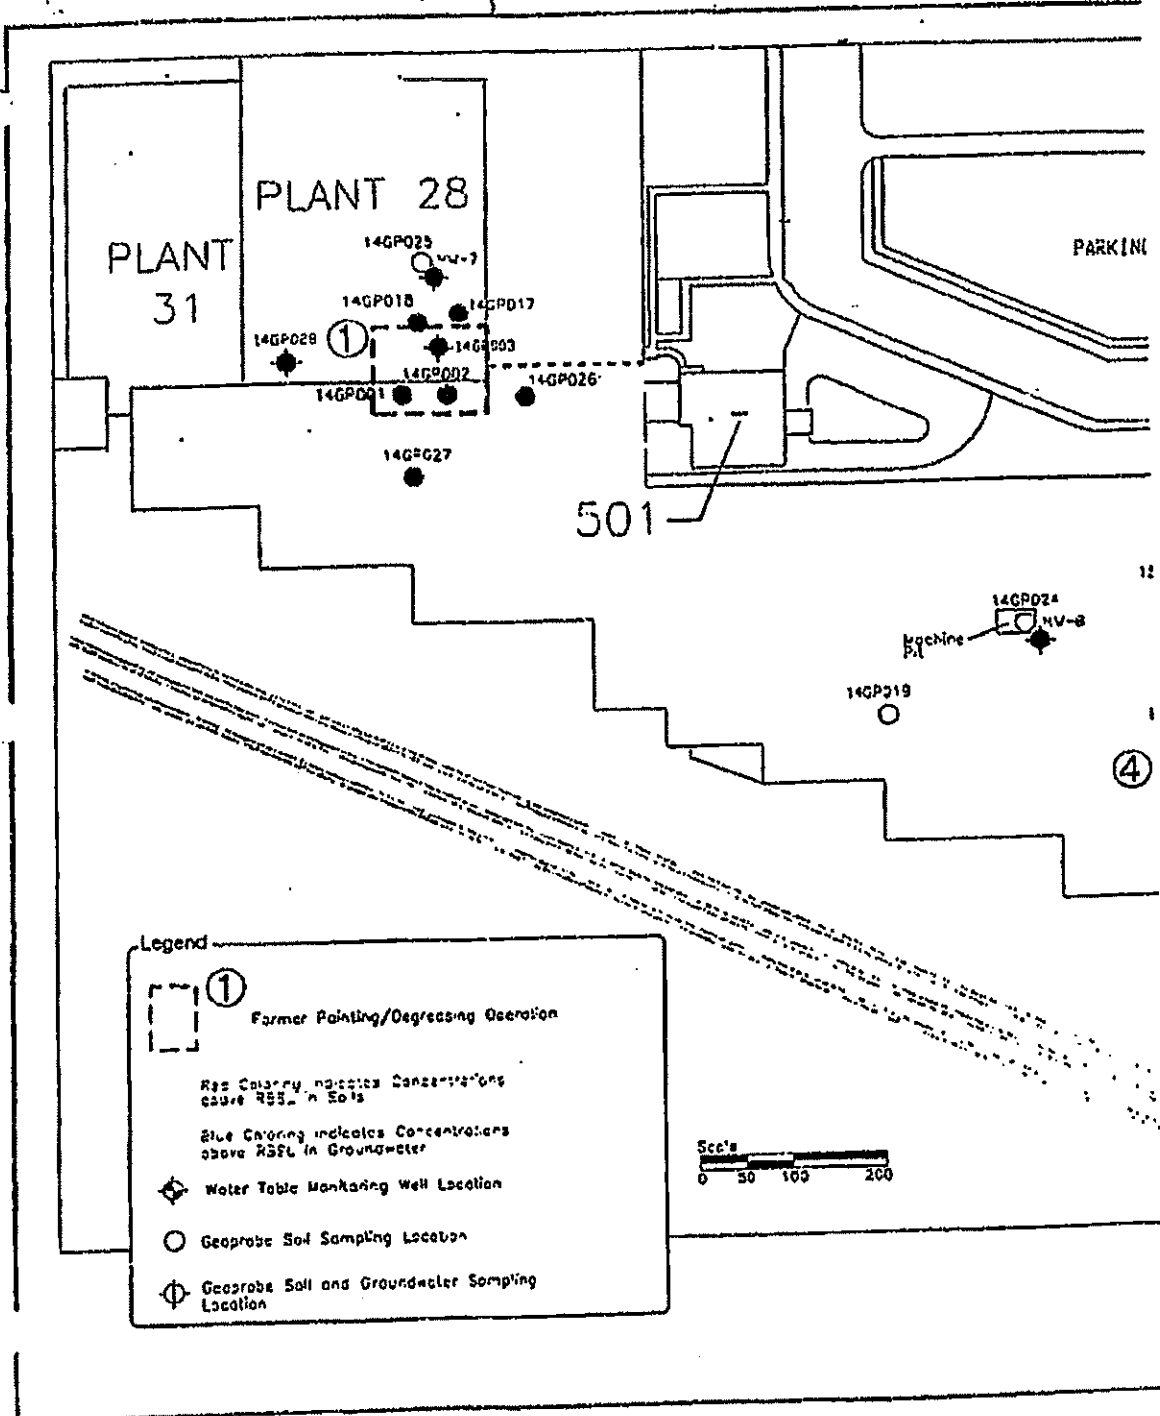 PLANT 28
PLANT
31
14GP025
MW-7
14GP018
14GP017
14GP029
1
14GP003
14GP002
14GP001
14GP026
14GP027
501
PARKIN
14GP024
MW-8
Machine
14GP019
4
Legend
1
Former Painting/Degreasing Operation
Red Coloring indicates Concentrations
above RBSL in Soils
Blue Coloring indicates Concentrations
above RBSL in Groundwater
Water Table Monitoring Well Location
Geoprobe Soil Sampling Location
Geoprobe Soil and Groundwater Sampling
Location
Scale
0 50 100 200